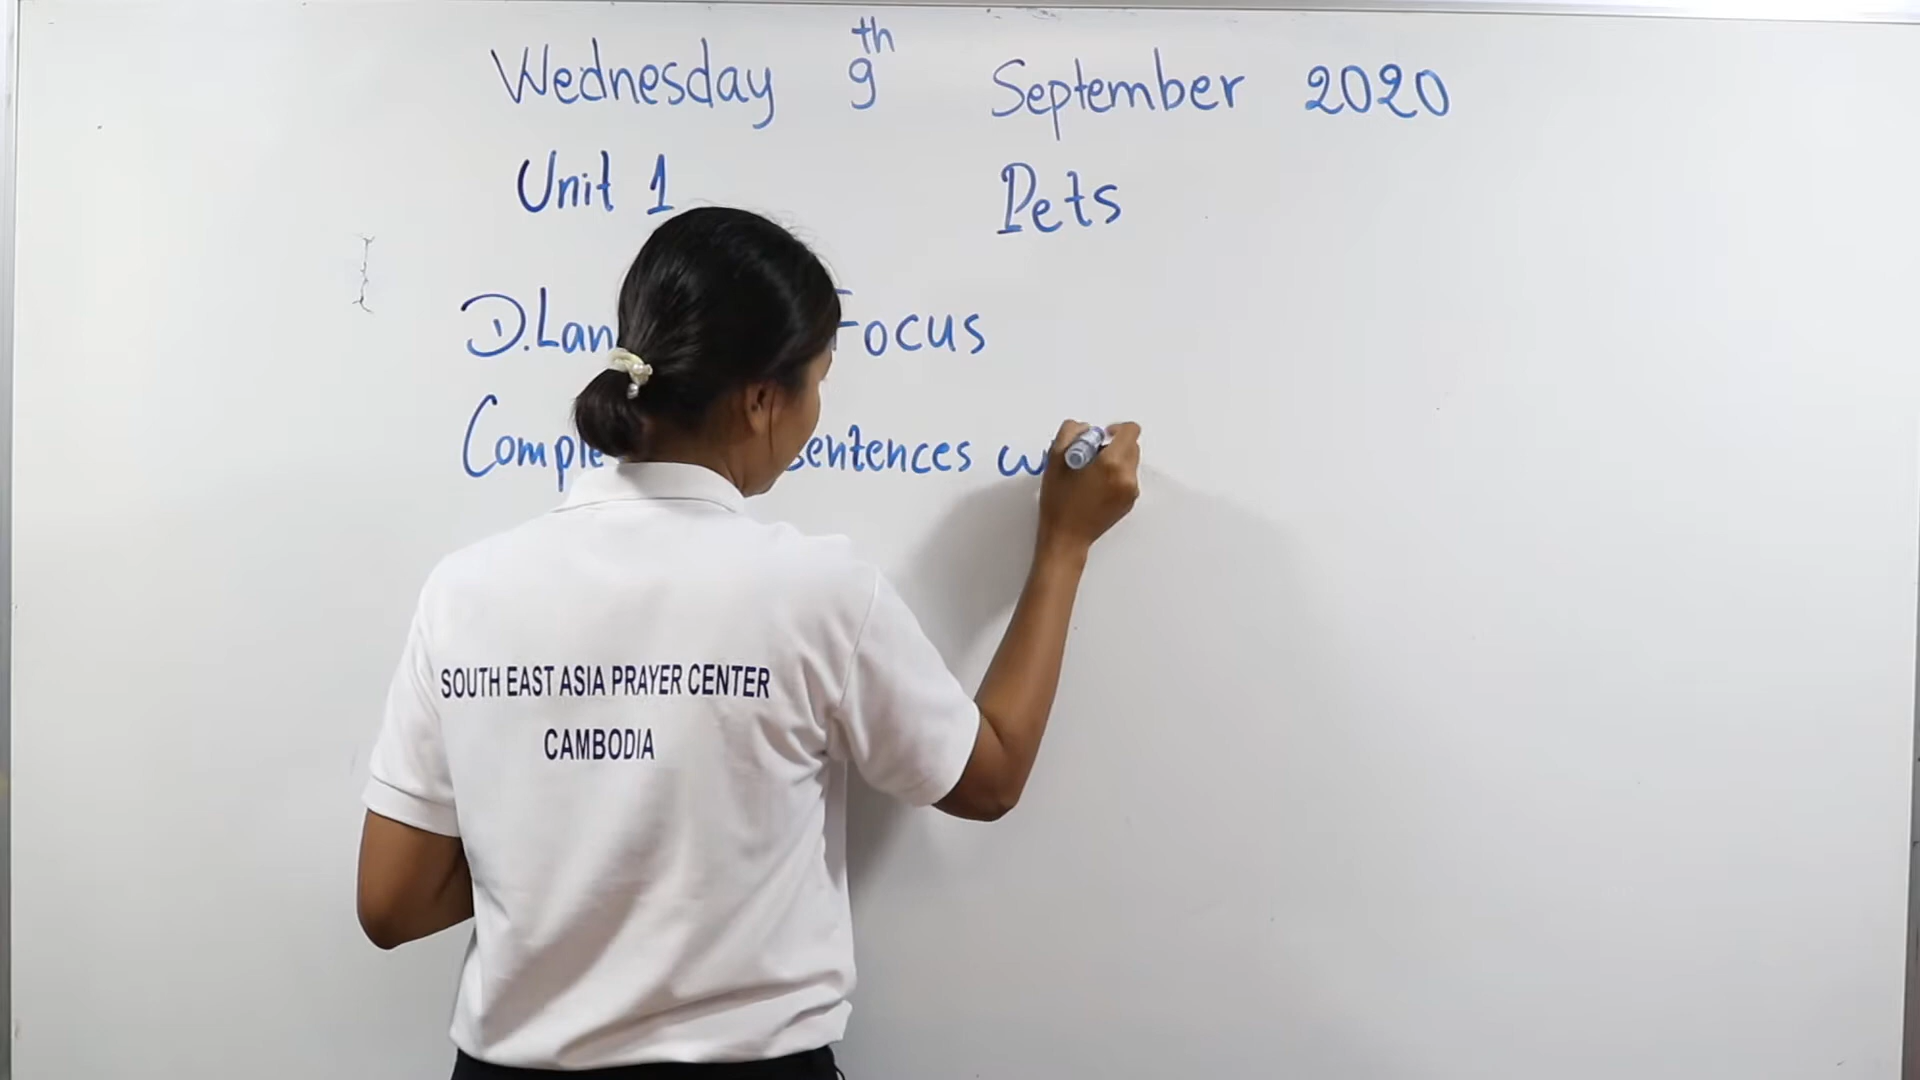 Wednesday 9th September 2020
Unit 1 Pets
D. Lan Focus
Comple sentences w
SOUTH EAST ASIA PRAYER CENTER
CAMBODIA